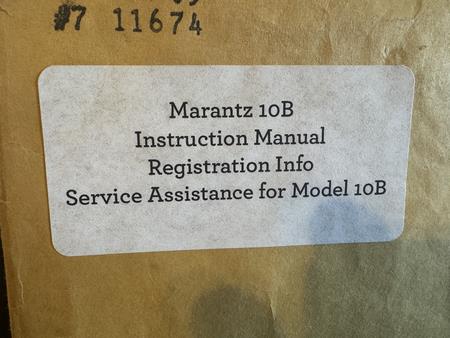 #7 11674
Marantz 10B
Instruction Manual
Registration Info
Service Assistance for Model 10B